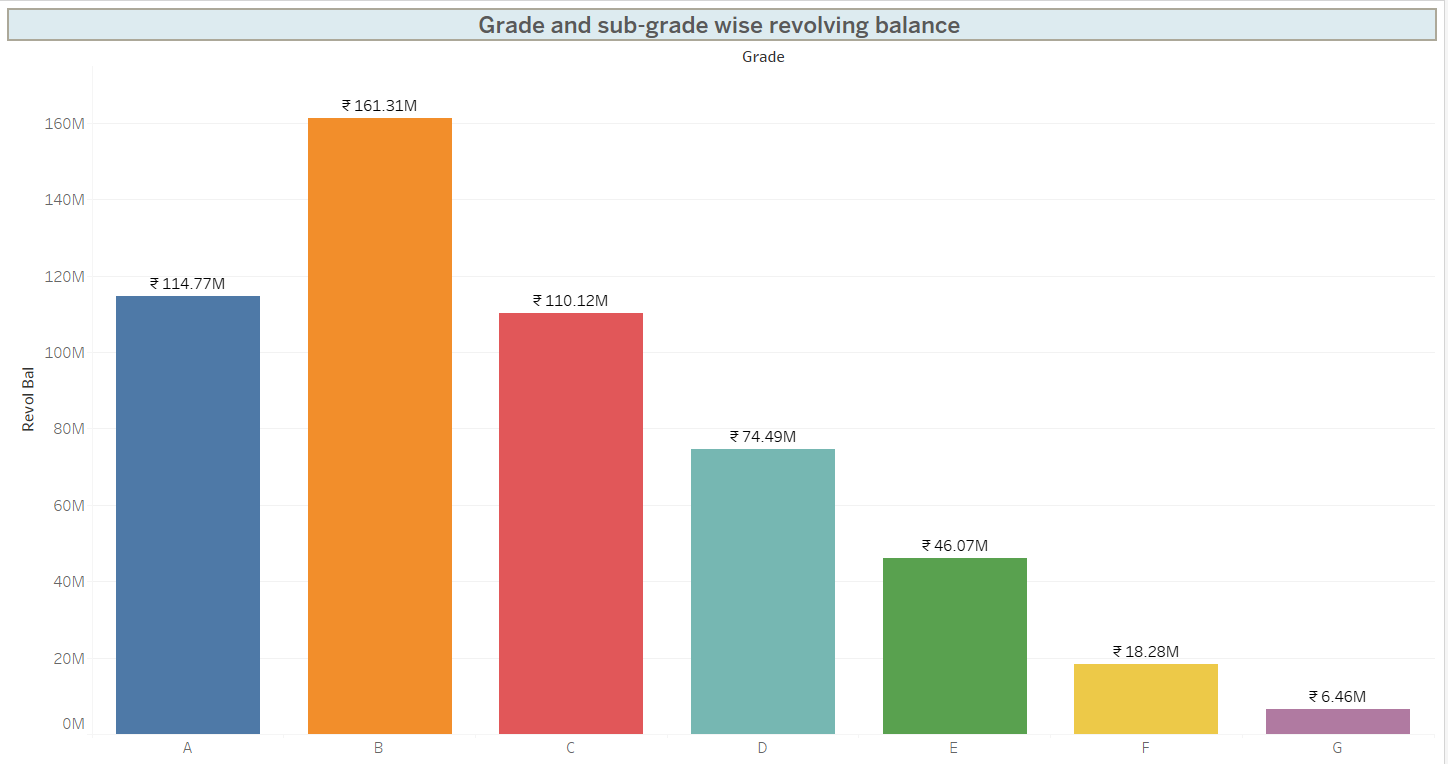 Grade and sub-grade wise revolving balance
Grade
₹ 161.31M
160M
140M
120M
₹ 114.77M
₹ 110.12M
100M
Revol Bal
80M
₹ 74.49M
60M
₹ 46.07M
40M
20M
₹ 18.28M
₹ 6.46M
0M
A B C D E F G